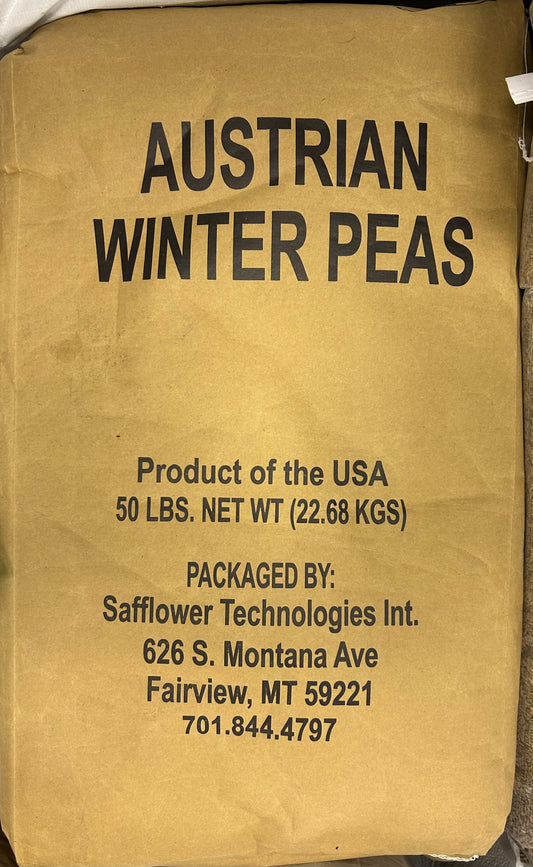 AUSTRIAN
WINTER PEAS
Product of the USA
50 LBS. NET WT (22.68 KGS)
PACKAGED BY:
Safflower Technologies Int.
626 S. Montana Ave
Fairview, MT 59221
701.844.4797